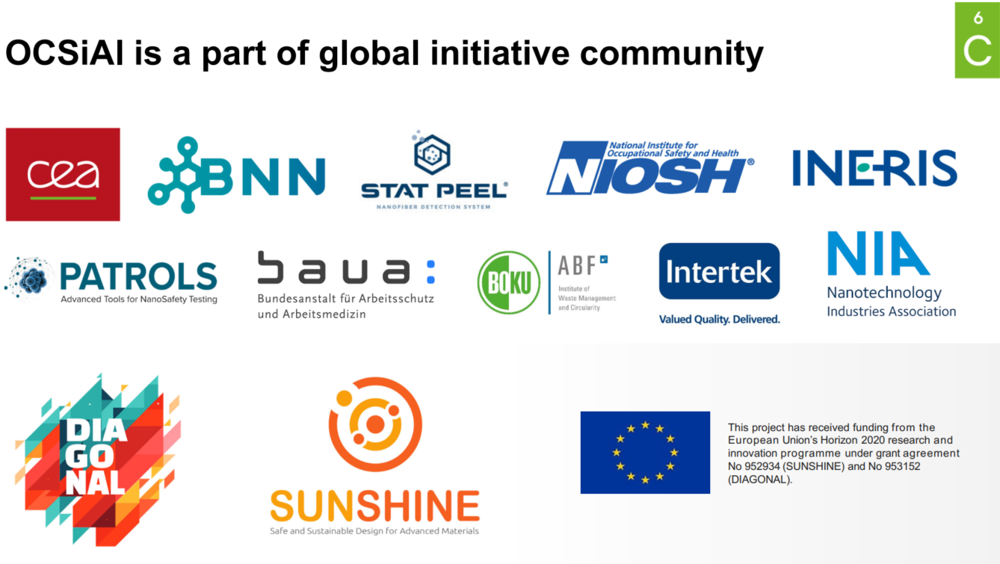 OCSiAl is a part of global initiative community
6
C
cea
BNN
STAT PEEL®
NANOFIBER DETECTION SYSTEM
National Institute for
Occupational Safety and Health
NIOSH®
INERIS
PATROLS
Advanced Tools for NanoSafety Testing
baua:
Bundesanstalt für Arbeitsschutz
und Arbeitsmedizin
BOKU
ABF
Institute of
Waste Management
and Circularity
Intertek
Valued Quality. Delivered.
NIA
Nanotechnology
Industries Association
DIA
GO
NAL
SUNSHINE
Safe and Sustainable Design for Advanced Materials
This project has received funding from the
European Union's Horizon 2020 research and
innovation programme under grant agreement
No 952934 (SUNSHINE) and No 953152
(DIAGONAL).